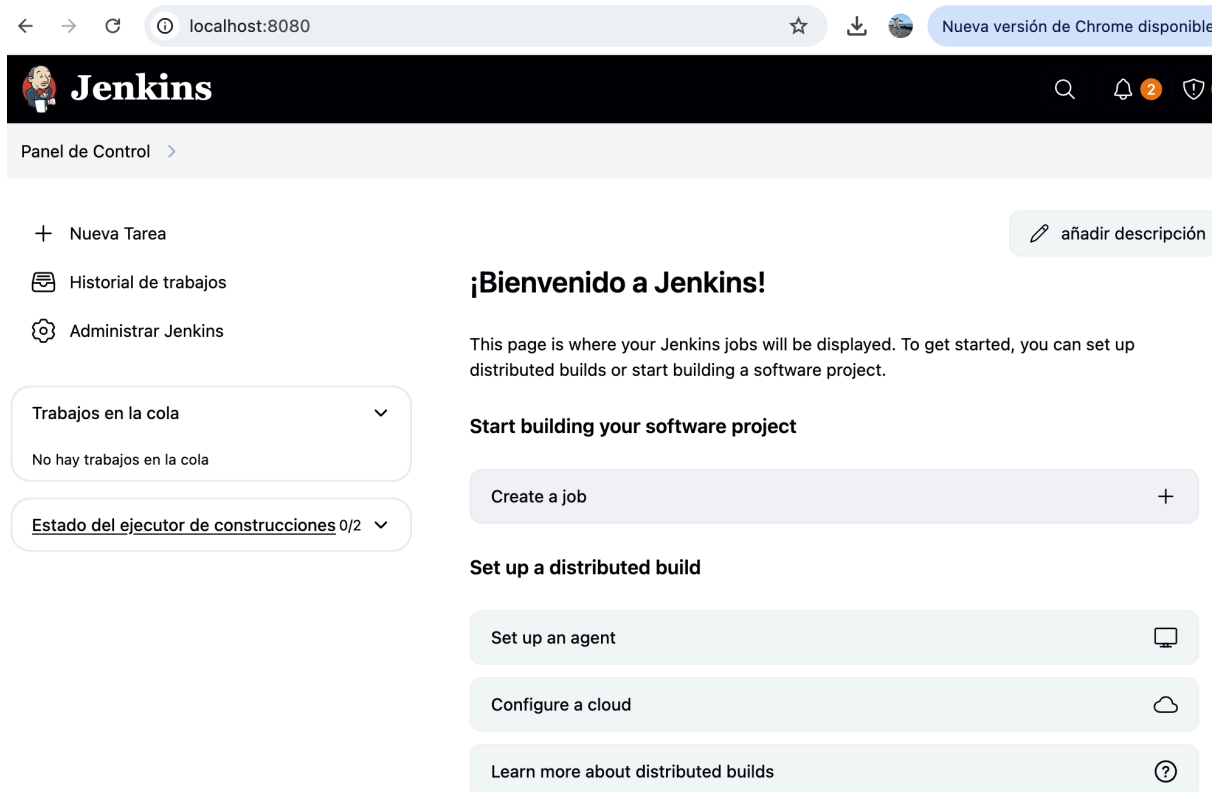 localhost:8080
Nueva versión de Chrome disponible
Jenkins
2
Panel de Control
Nueva Tarea
añadir descripción
Historial de trabajos
¡Bienvenido a Jenkins!
Administrar Jenkins
This page is where your Jenkins jobs will be displayed. To get started, you can set up
distributed builds or start building a software project.
Trabajos en la cola
No hay trabajos en la cola
Estado del ejecutor de construcciones 0/2
Start building your software project
Create a job
Set up a distributed build
Set up an agent
Configure a cloud
Learn more about distributed builds